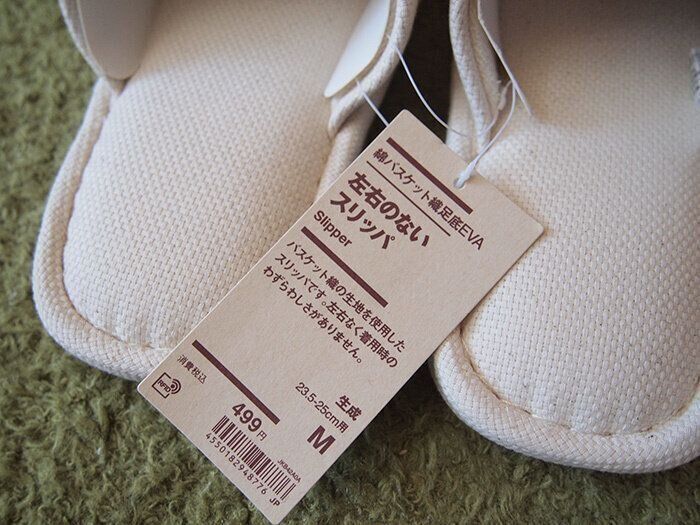 綿バスケット織足底EVA
左右のない
スリッパ
Slipper
バスケット織の生地を使用した
スリッパです。左右なく着用時の
わずらわしさがありません。
生成
23.5-25cm用
M
消費税込
RFID
499円
JKB42A0A
4550182948776
JP